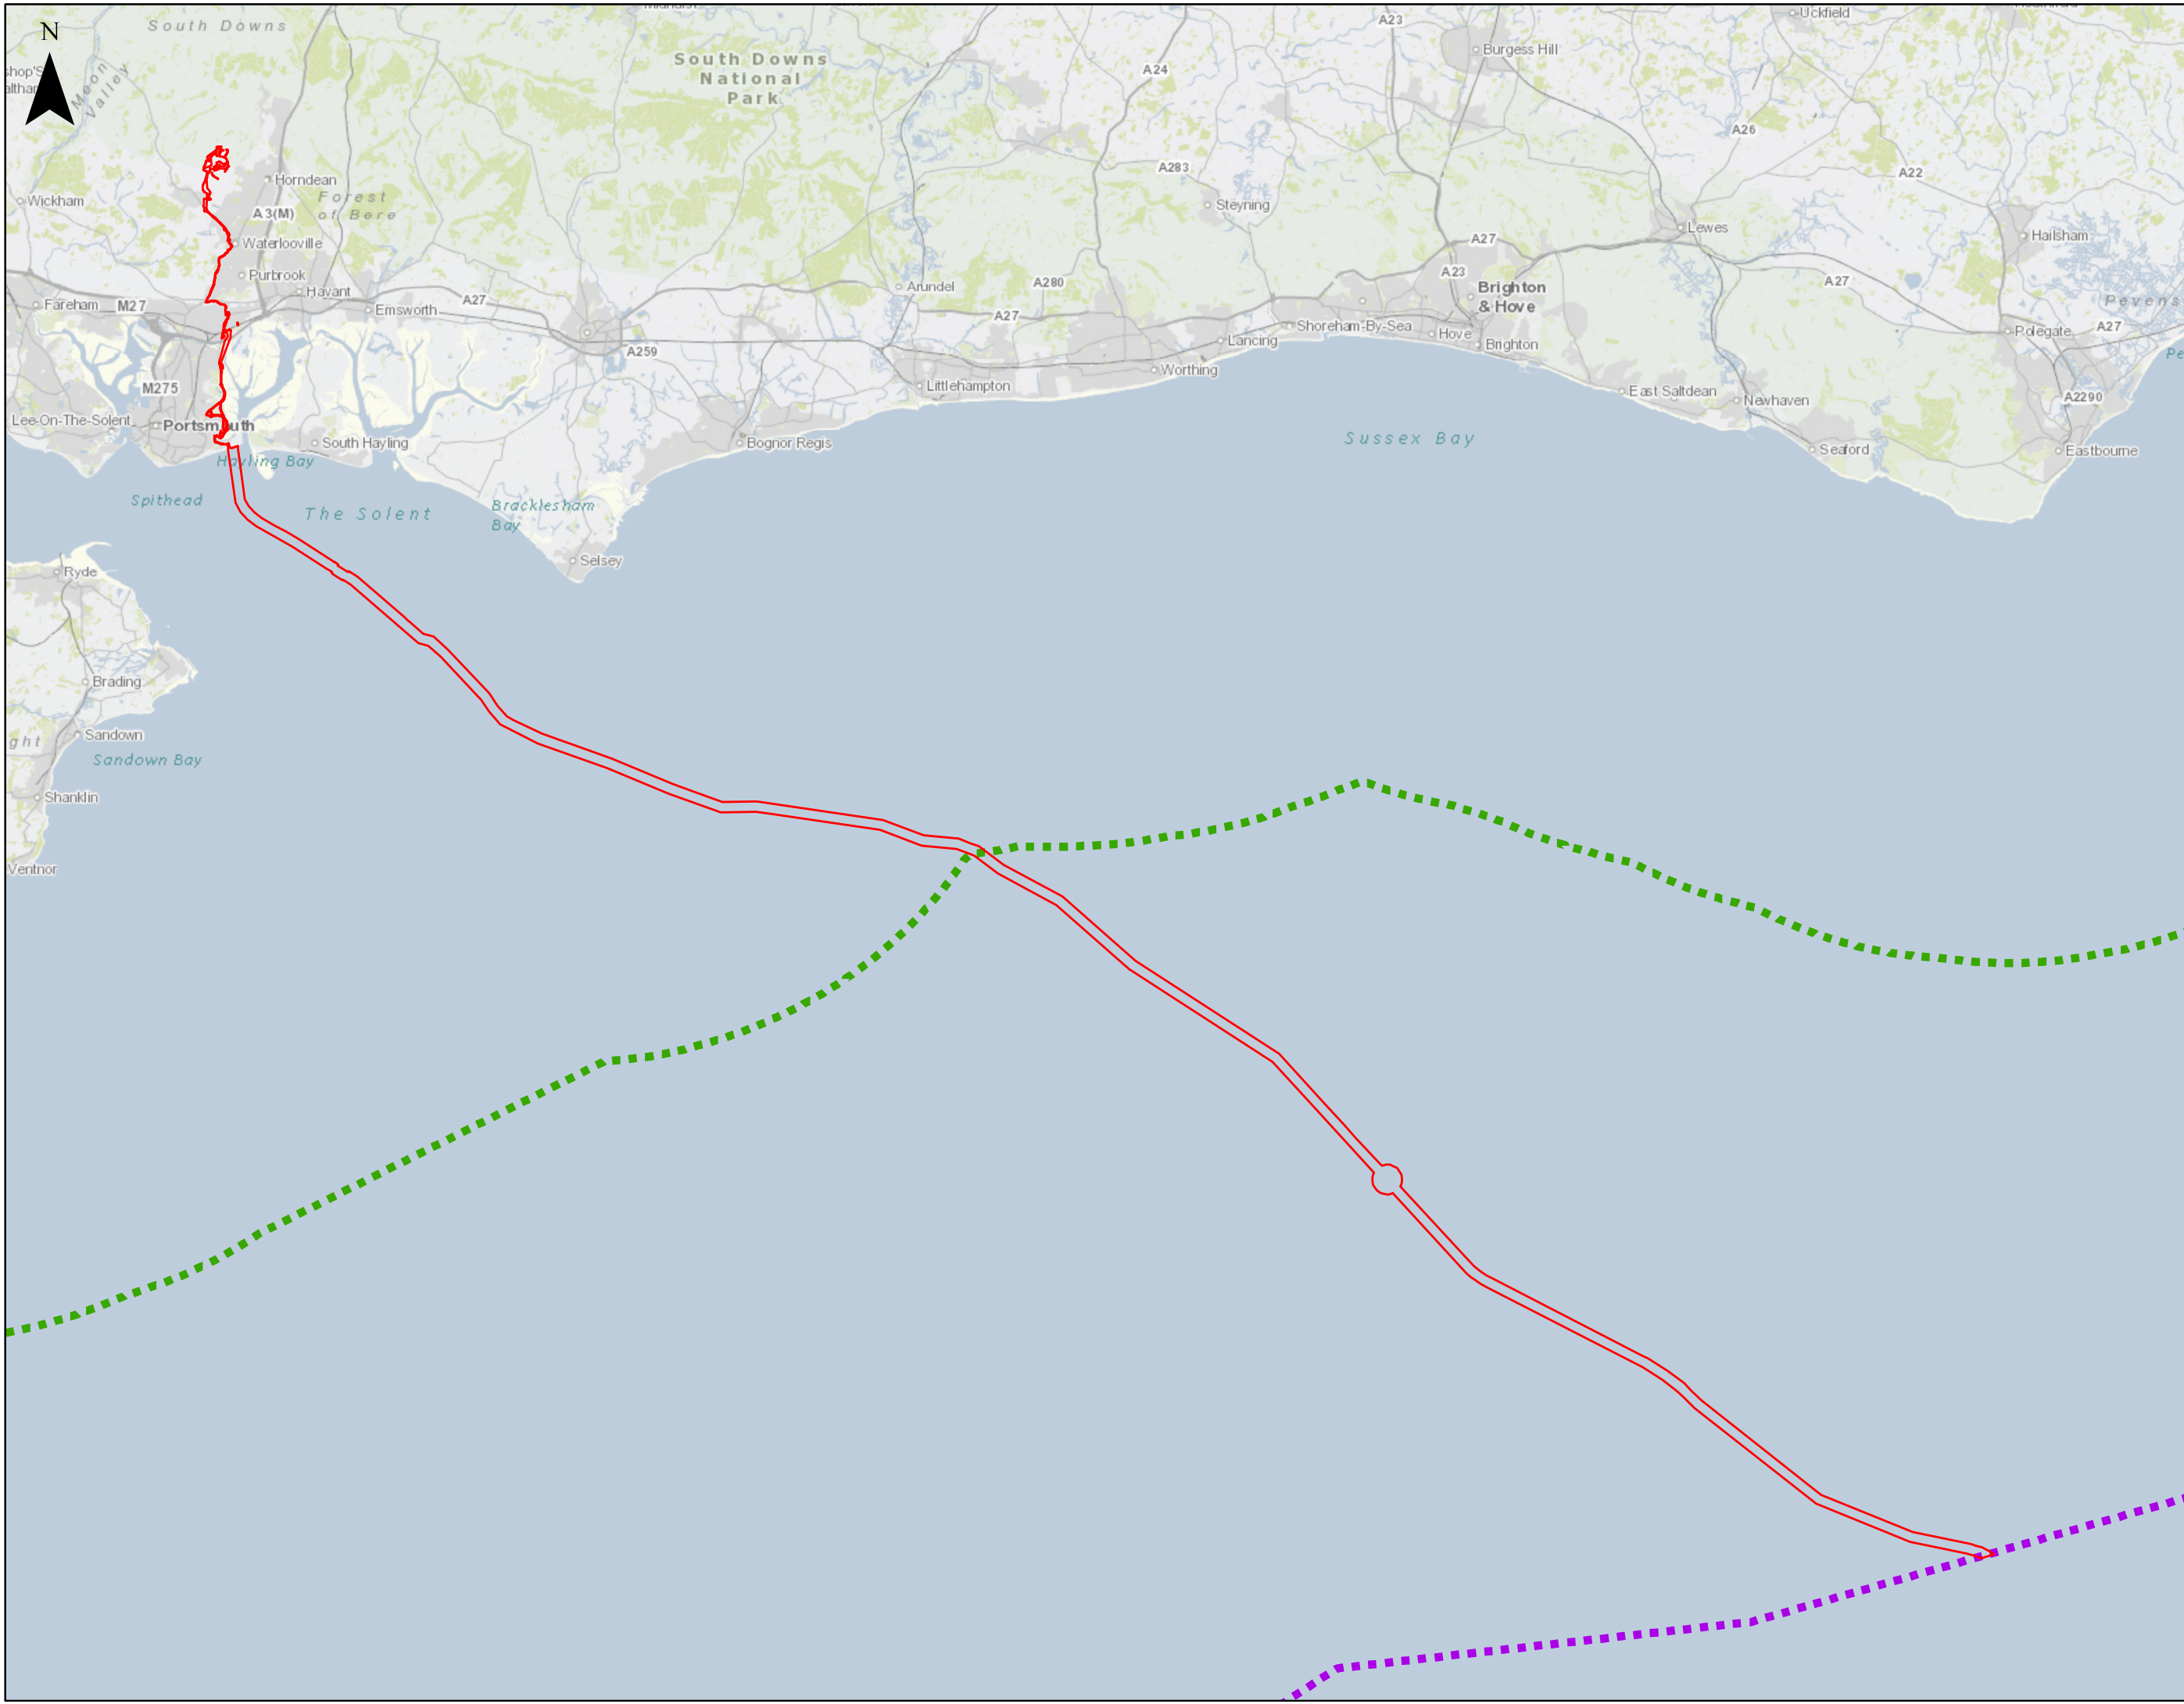 South Downs
N
Moon
Valley
South Downs
National
Park
A23
Uckfield
Burgess Hill
A24
A26
A283
A22
Horndean
Wickham
Forest
of Bere
A3(M)
Steyning
Waterlooville
Lewes
Hailsham
A27
Purbrook
Havant
A23
A27
Arundel
A280
Brighton
& Hove
Fareham
M27
Emsworth
A27
A27
Shoreham-By-Sea
Hove
Polegate
A27
Lancing
Brighton
A259
Worthing
M275
Littlehampton
East Saltdean
Newhaven
A2290
Lee-On-The-Solent
Portsmouth
South Hayling
Bognor Regis
Sussex Bay
Seaford
Eastbourne
Hayling Bay
Spithead
The Solent
Bracklesham
Bay
Selsey
Ryde
Brading
Sandown
ght
Sandown Bay
Shanklin
Ventnor